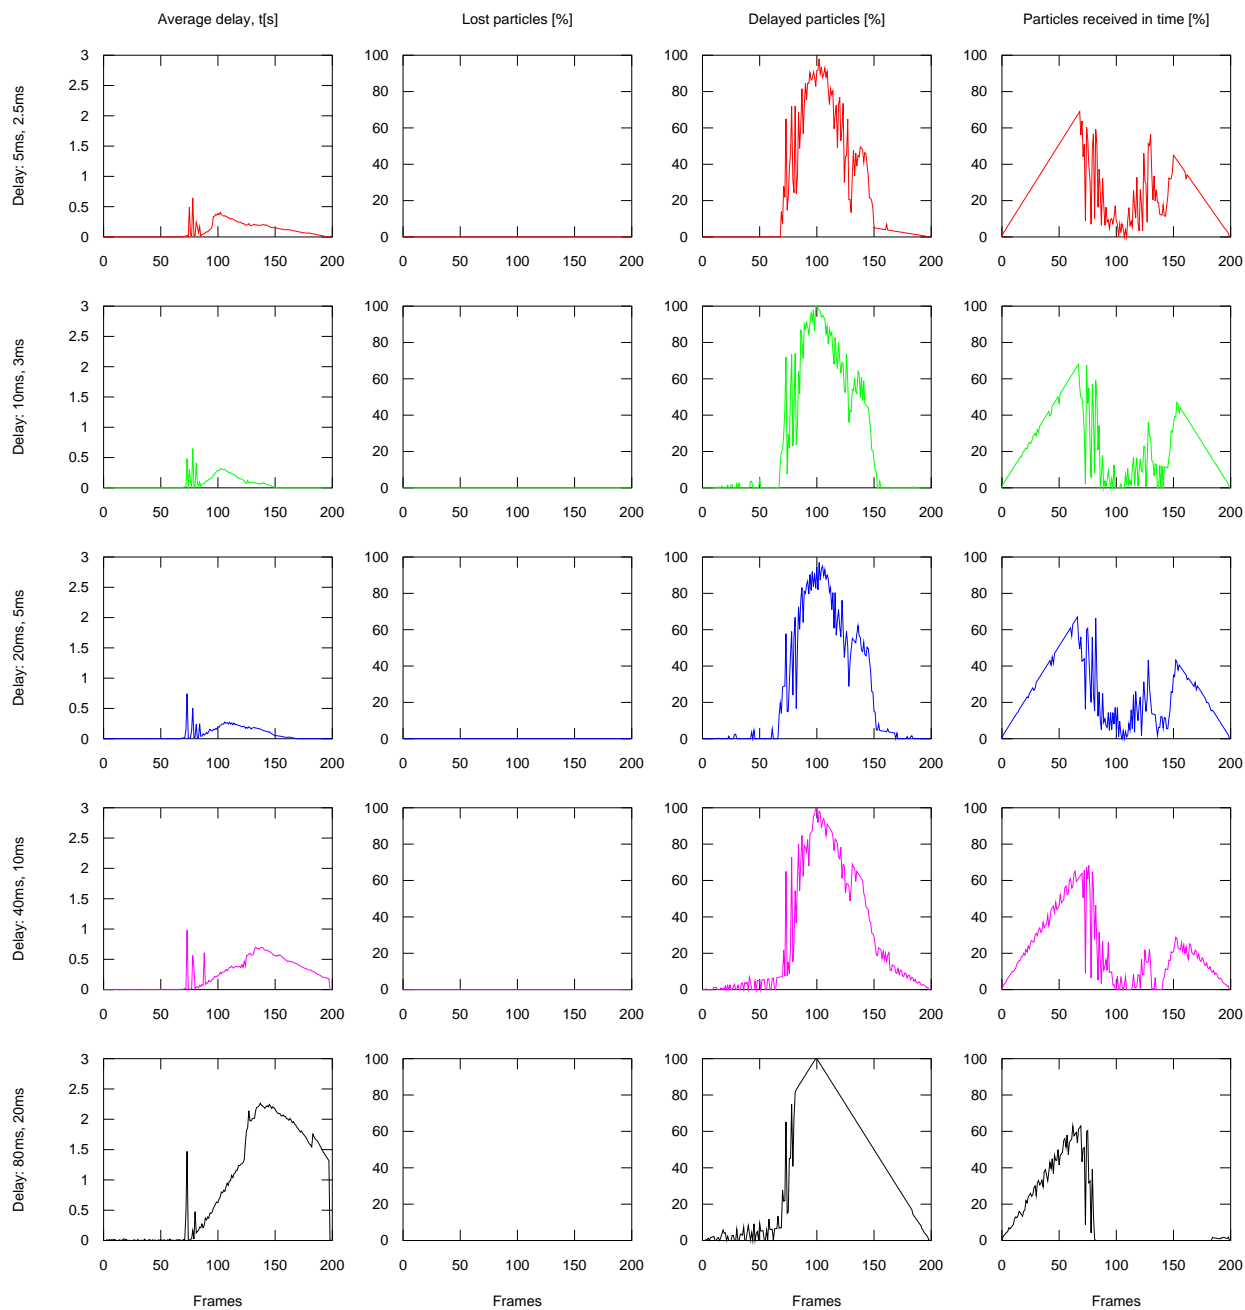 Average delay, t[s] Lost particles [%] Delayed particles [%] Particles received in time [%]
Delay: 5ms, 2.5ms
3 100 100 100
2.5 80 80 80
2 60 60 60
1.5
1 40 40 40
0.5 20 20 20
0 0 0 0
0 50 100 150 200 0 50 100 150 200 0 50 100 150 200 0 50 100 150 200
Delay: 10ms, 3ms
3 100 100 100
2.5 80 80 80
2 60 60 60
1.5
1 40 40 40
0.5 20 20 20
0 0 0 0
0 50 100 150 200 0 50 100 150 200 0 50 100 150 200 0 50 100 150 200
Delay: 20ms, 5ms
3 100 100 100
2.5 80 80 80
2 60 60 60
1.5
1 40 40 40
0.5 20 20 20
0 0 0 0
0 50 100 150 200 0 50 100 150 200 0 50 100 150 200 0 50 100 150 200
Delay: 40ms, 10ms
3 100 100 100
2.5 80 80 80
2 60 60 60
1.5
1 40 40 40
0.5 20 20 20
0 0 0 0
0 50 100 150 200 0 50 100 150 200 0 50 100 150 200 0 50 100 150 200
Delay: 80ms, 20ms
3 100 100 100
2.5 80 80 80
2 60 60 60
1.5
1 40 40 40
0.5 20 20 20
0 0 0 0
0 50 100 150 200 0 50 100 150 200 0 50 100 150 200 0 50 100 150 200
Frames Frames Frames Frames